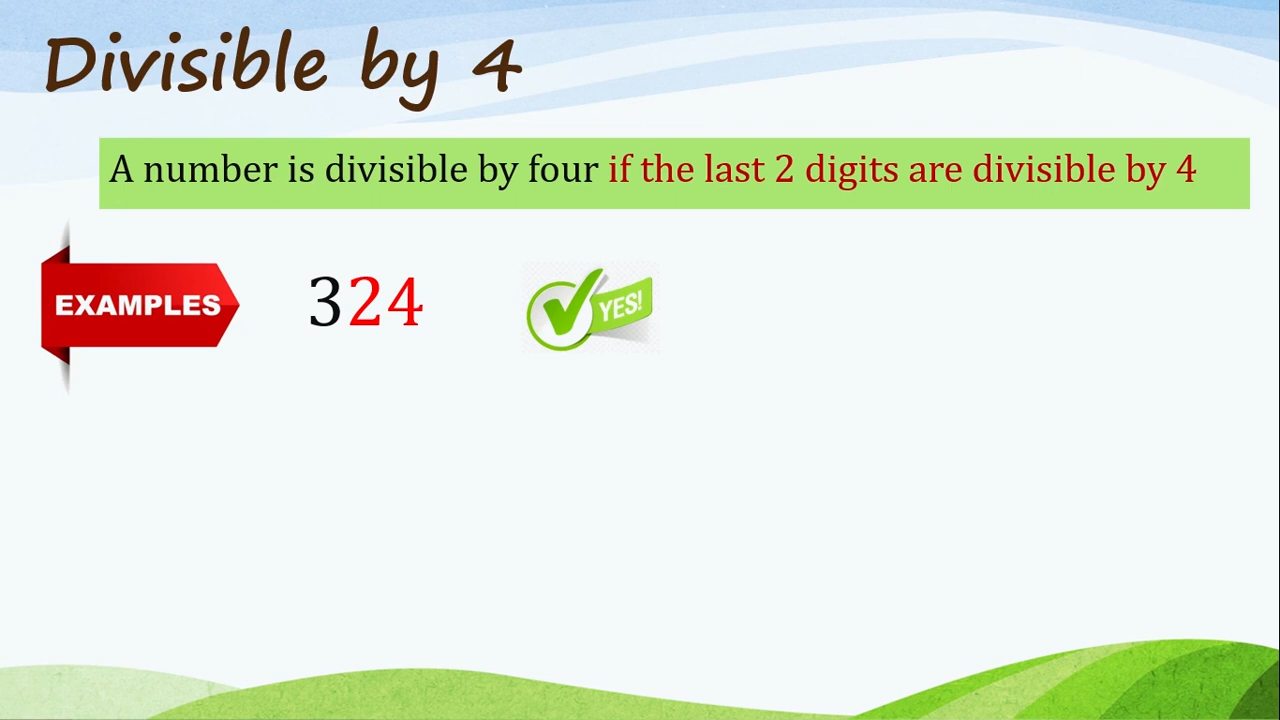 Divisible by 4
A number is divisible by four if the last 2 digits are divisible by 4
EXAMPLES
324
YES!